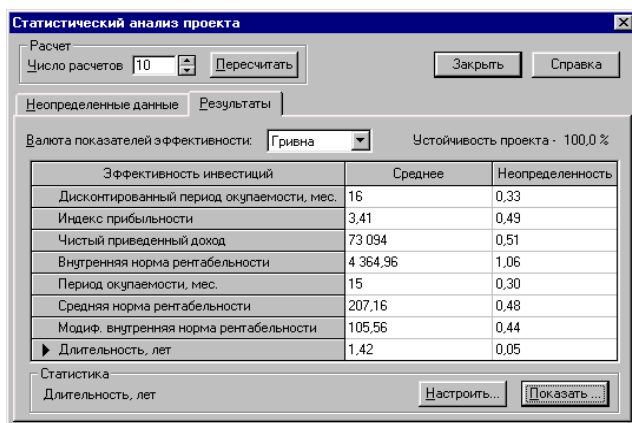 Статистический анализ проекта
Расчет
Число расчетов 10 Пересчитать Закрыть Справка
Неопределенные данные Результаты
Валюта показателей эффективности: Гривна Устойчивость проекта - 100,0 %
Эффективность инвестиций Среднее Неопределенность
Дисконтированный период окупаемости, мес. 16 0,33
Индекс прибыльности 3,41 0,49
Чистый приведенный доход 73 094 0,51
Внутренняя норма рентабельности 4 364,96 1,06
Период окупаемости, мес. 15 0,30
Средняя норма рентабельности 207,16 0,48
Модиф. внутренняя норма рентабельности 105,56 0,44
Длительность, лет 1,42 0,05
Статистика
Длительность, лет Настроить... Показать ...